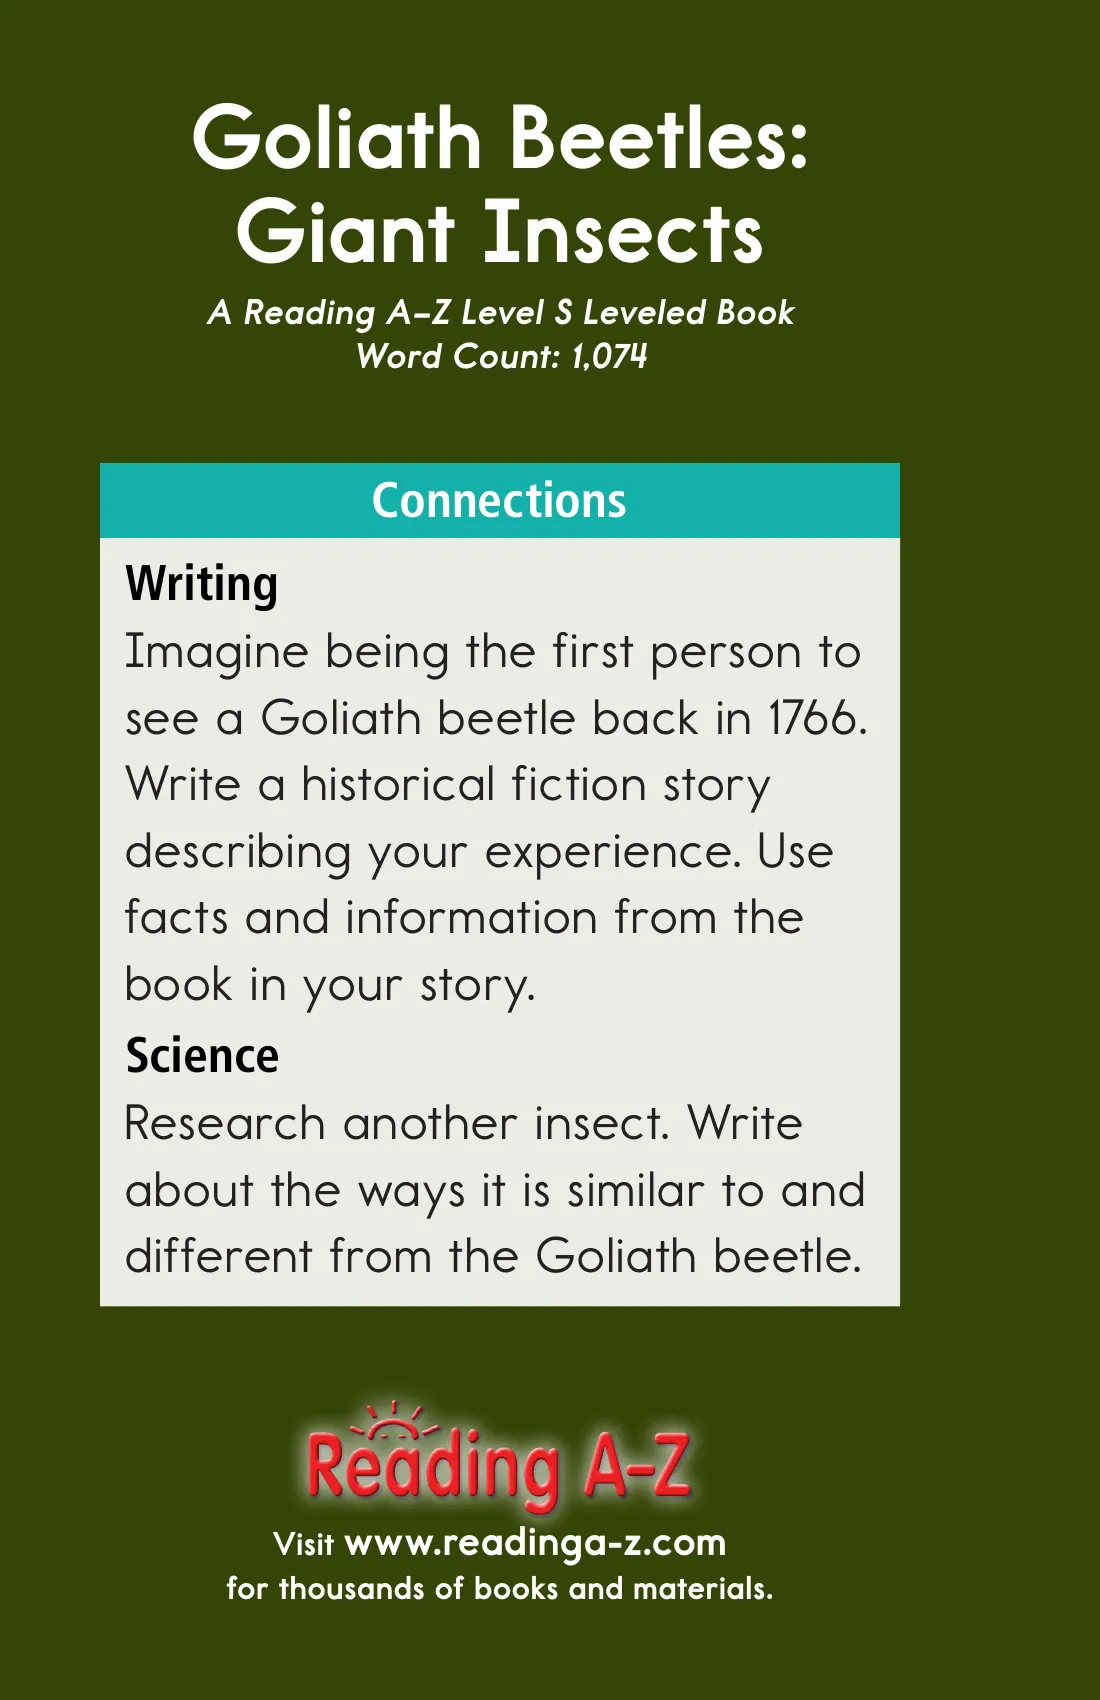 Goliath Beetles:
Giant Insects
A Reading A–Z Level S Leveled Book
Word Count: 1,074
Connections
Writing
Imagine being the first person to
see a Goliath beetle back in 1766.
Write a historical fiction story
describing your experience. Use
facts and information from the
book in your story.
Science
Research another insect. Write
about the ways it is similar to and
different from the Goliath beetle.
Reading A–Z
Visit www.readinga-z.com
for thousands of books and materials.